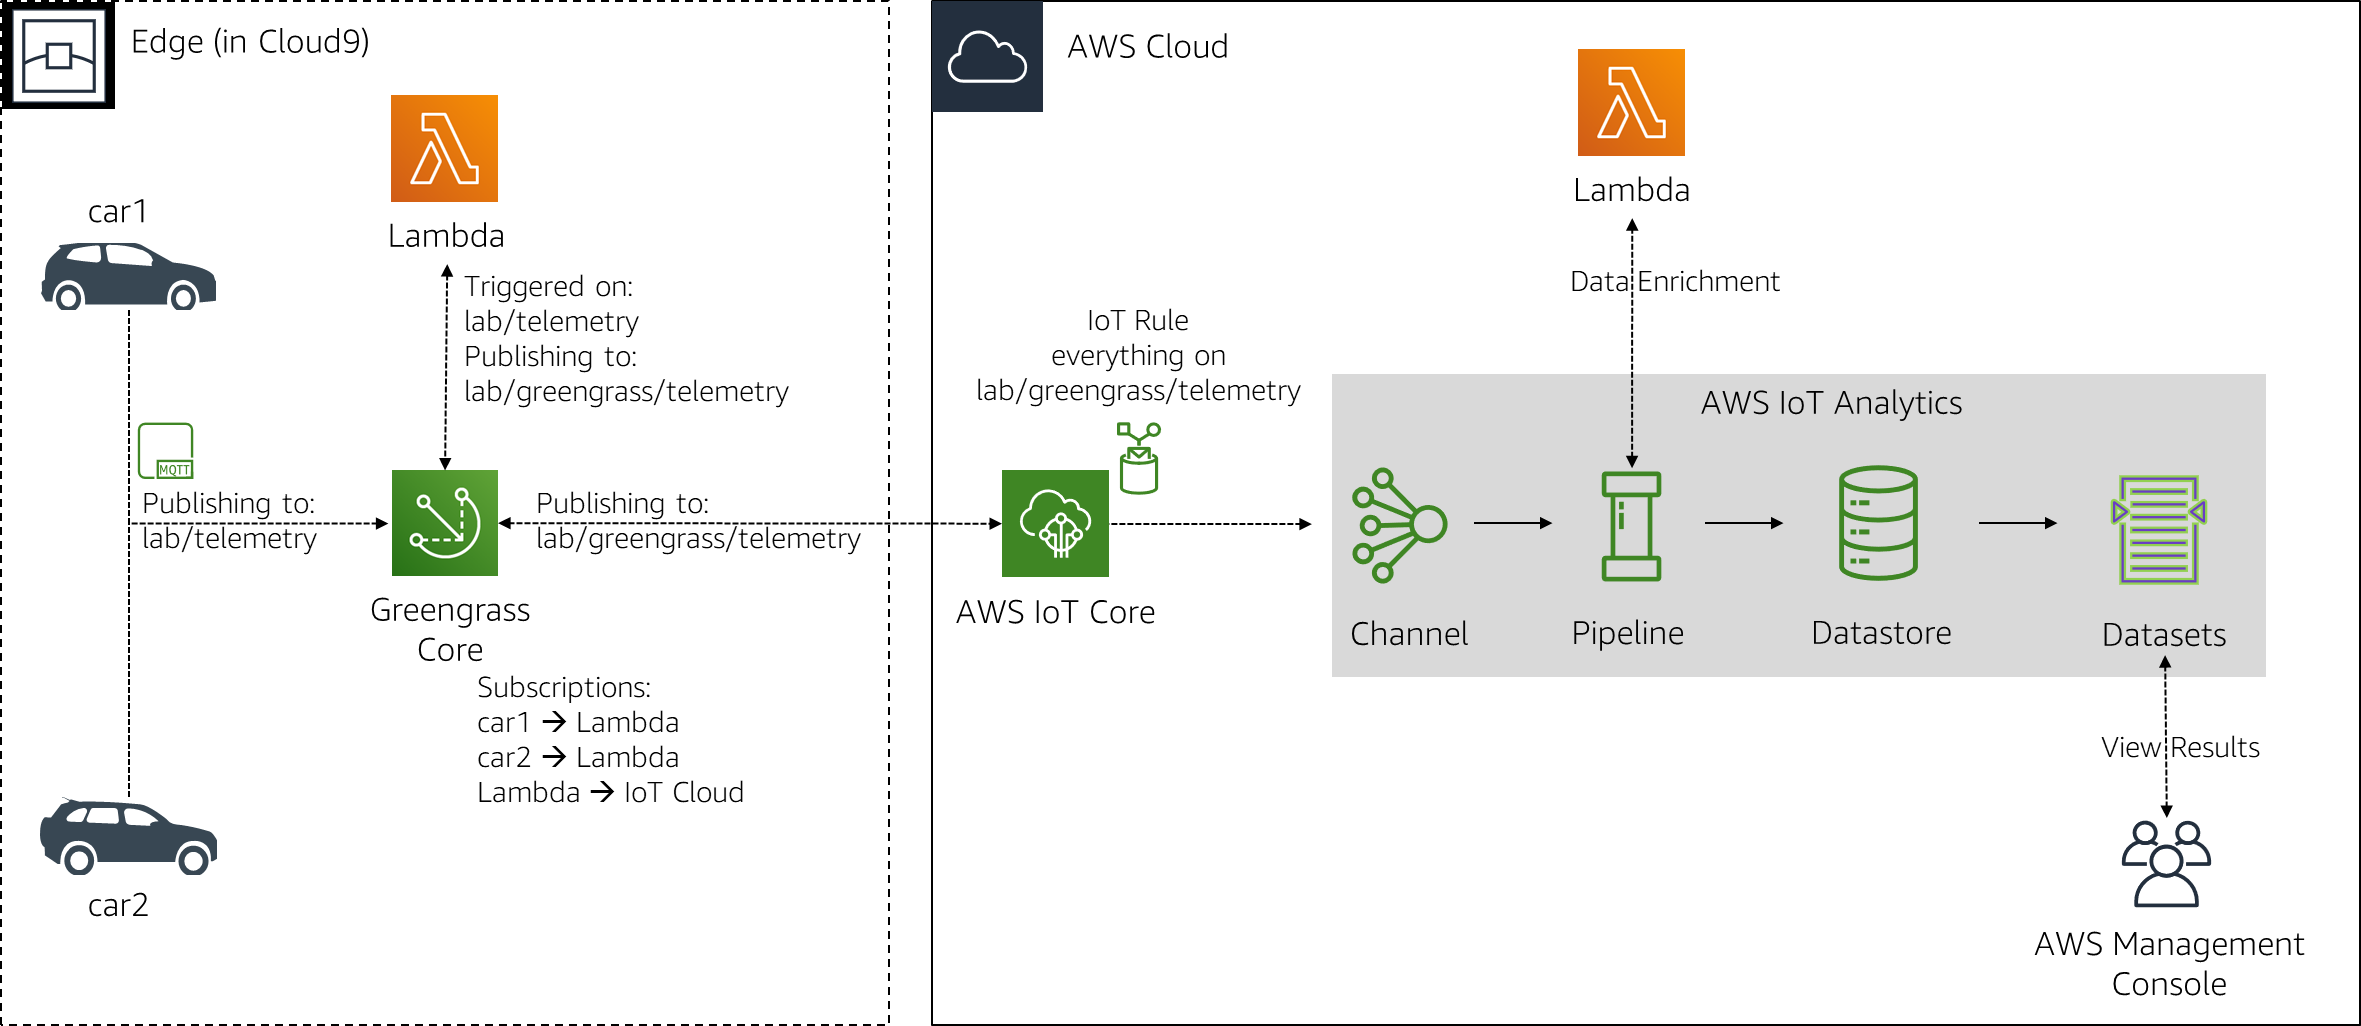 Edge (in Cloud9)
Lambda
car1
Triggered on:
lab/telemetry
Publishing to:
lab/greengrass/telemetry
MQTT
Publishing to:
lab/telemetry
Publishing to:
lab/greengrass/telemetry
Greengrass
Core
Subscriptions:
car1 → Lambda
car2 → Lambda
Lambda → IoT Cloud
car2
AWS Cloud
Lambda
Data Enrichment
IoT Rule
everything on
lab/greengrass/telemetry
AWS IoT Core
AWS IoT Analytics
Channel
Pipeline
Datastore
Datasets
View Results
AWS Management
Console